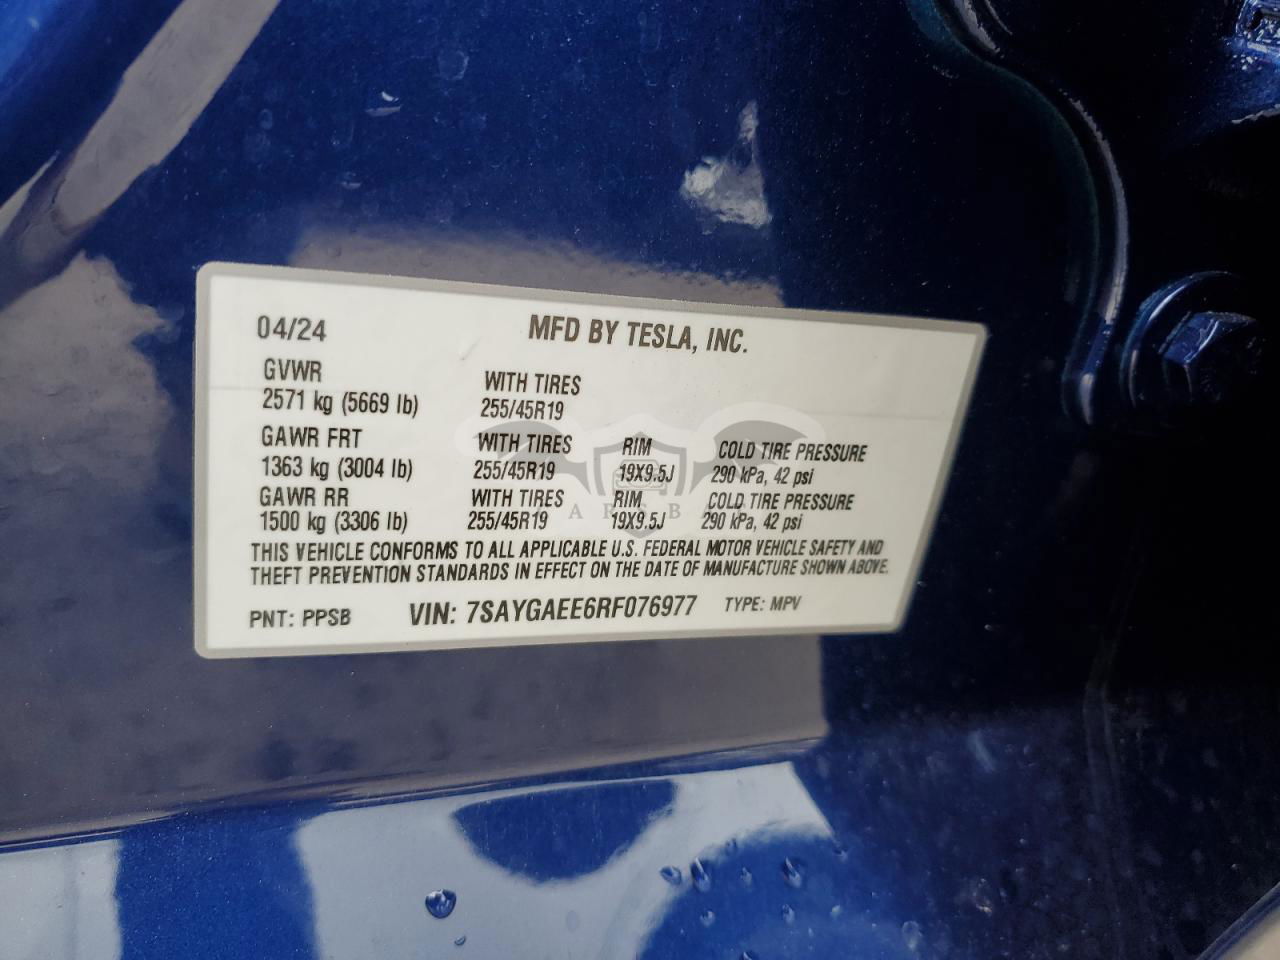 04/24 MFD BY TESLA, INC.
GVWR WITH TIRES
2571 kg (5669 lb) 255/45R19
GAWR FRT WITH TIRES RIM COLD TIRE PRESSURE
1363 kg (3004 lb) 255/45R19 19X9.5J 290 kPa, 42 psi
GAWR RR WITH TIRES RIM COLD TIRE PRESSURE
1500 kg (3306 lb) 255/45R19 19X9.5J 290 kPa, 42 psi
THIS VEHICLE CONFORMS TO ALL APPLICABLE U.S. FEDERAL MOTOR VEHICLE SAFETY AND
THEFT PREVENTION STANDARDS IN EFFECT ON THE DATE OF MANUFACTURE SHOWN ABOVE.
PNT: PPSB VIN: 7SAYGAEE6RF076977 TYPE: MPV